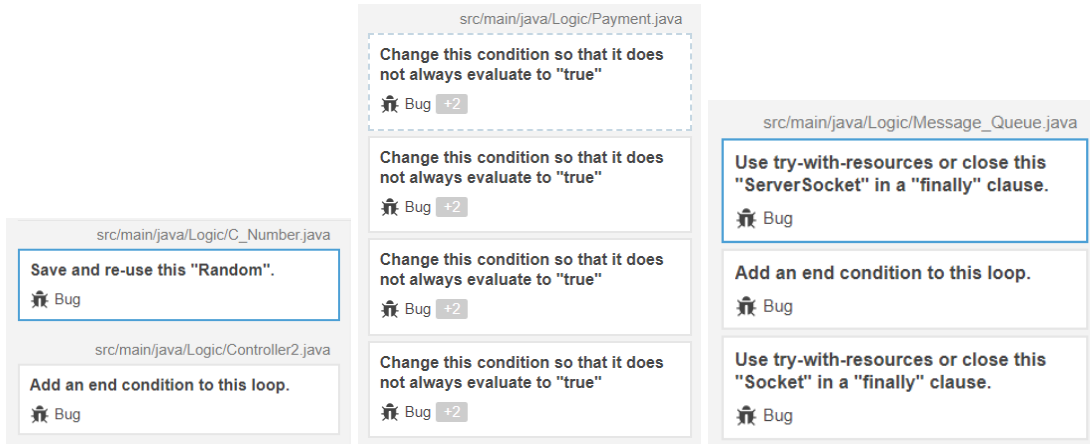 src/main/java/Logic/C_Number.java
Save and re-use this "Random".
Bug
src/main/java/Logic/Controller2.java
Add an end condition to this loop.
Bug
src/main/java/Logic/Payment.java
Change this condition so that it does
not always evaluate to "true"
Bug +2
Change this condition so that it does
not always evaluate to "true"
Bug +2
Change this condition so that it does
not always evaluate to "true"
Bug +2
Change this condition so that it does
not always evaluate to "true"
Bug +2
src/main/java/Logic/Message_Queue.java
Use try-with-resources or close this
"ServerSocket" in a "finally" clause.
Bug
Add an end condition to this loop.
Bug
Use try-with-resources or close this
"Socket" in a "finally" clause.
Bug